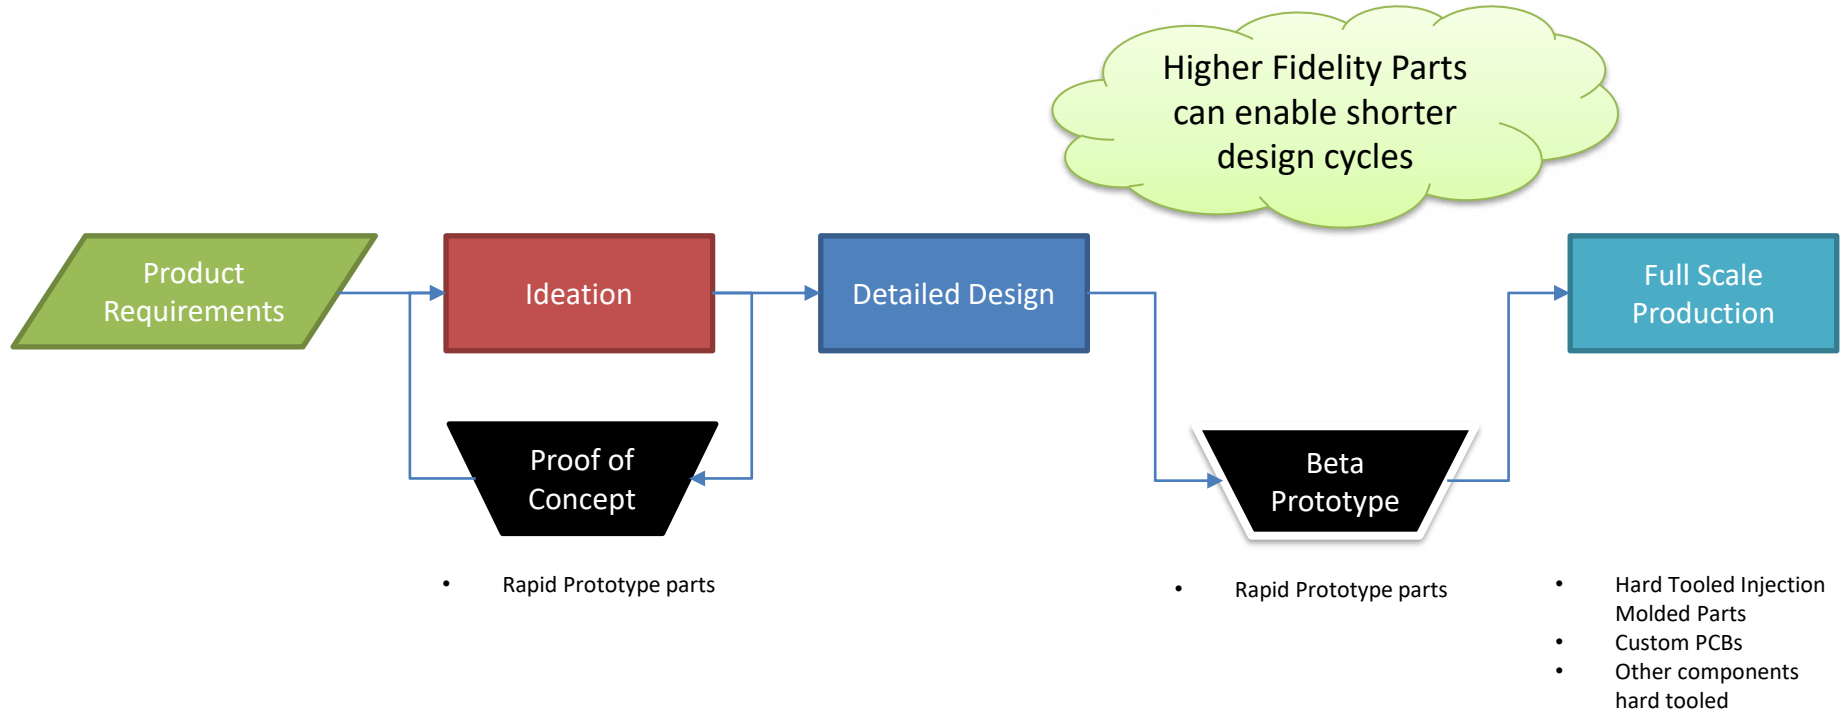 Higher Fidelity Parts
can enable shorter
design cycles
Product
Requirements
Ideation
Detailed Design
Full Scale
Production
Proof of
Concept
Beta
Prototype
• Rapid Prototype parts
• Rapid Prototype parts
• Hard Tooled Injection
Molded Parts
• Custom PCBs
• Other components
hard tooled